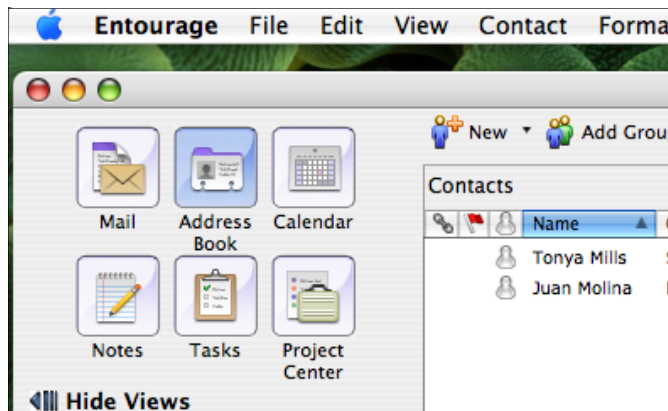 Entourage File Edit View Contact Forma
New Add Grou
Contacts
Name
Tonya Mills
Juan Molina
Mail Address Book Calendar
Notes Tasks Project Center
Hide Views